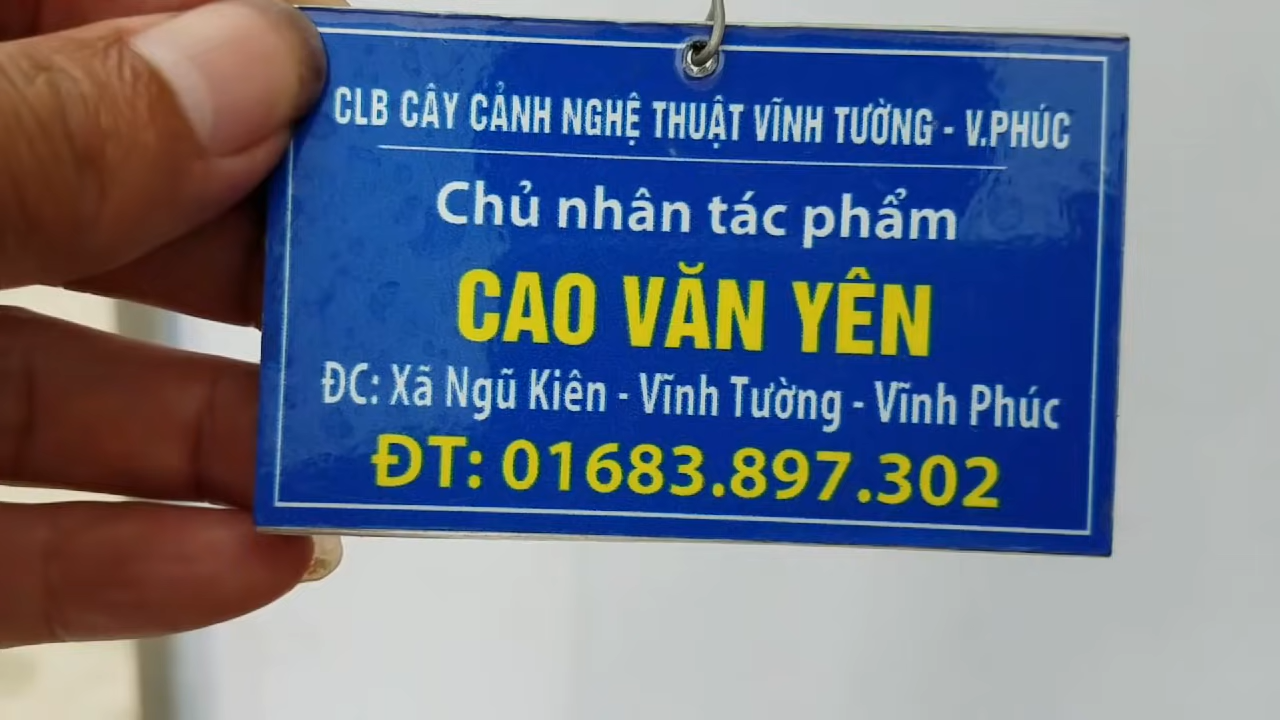 CLB CÂY CẢNH NGHỆ THUẬT VĨNH TƯỜNG - V.PHÚC
Chủ nhân tác phẩm
CAO VĂN YÊN
ĐC: Xã Ngũ Kiên - Vĩnh Tường - Vĩnh Phúc
ĐT: 01683.897.302